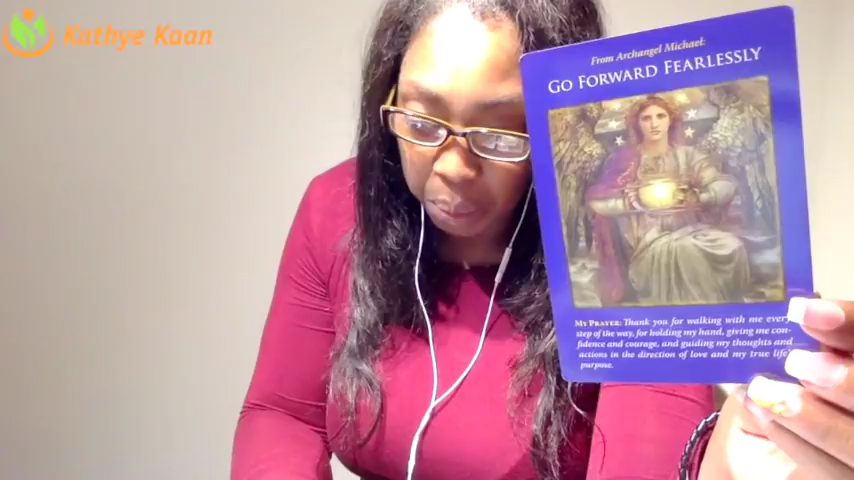 Kathye Kaan
From Archangel Michael:
GO FORWARD FEARLESSLY
MY PRAYER: Thank you for walking with me every
step of the way, for holding my hand, giving me con-
fidence and courage, and guiding my thoughts and
actions in the direction of love and my true life
purpose.